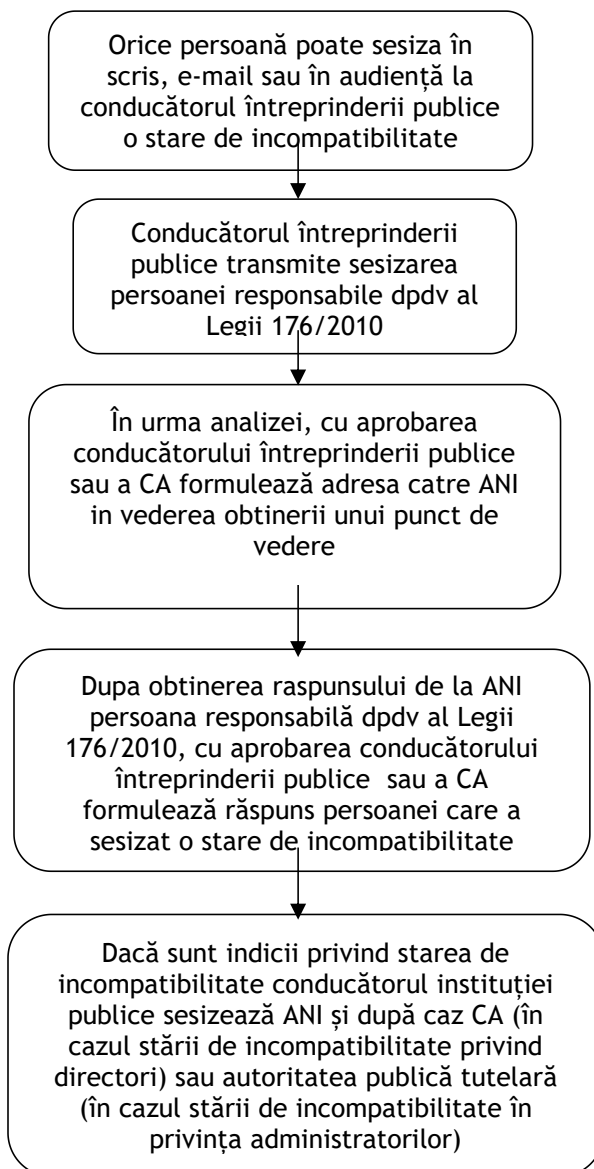 Orice persoană poate sesiza în
scris, e-mail sau în audiență la
conducătorul întreprinderii publice
o stare de incompatibilitate
Conducătorul întreprinderii
publice transmite sesizarea
persoanei responsabile dpdv al
Legii 176/2010
În urma analizei, cu aprobarea
conducătorului întreprinderii publice
sau a CA formulează adresa catre ANI
in vederea obtinerii unui punct de
vedere
Dupa obtinerea raspunsului de la ANI
persoana responsabilă dpdv al Legii
176/2010, cu aprobarea conducătorului
întreprinderii publice sau a CA
formulează răspuns persoanei care a
sesizat o stare de incompatibilitate
Dacă sunt indicii privind starea de
incompatibilitate conducătorul instituției
publice sesizează ANI și după caz CA (în
cazul stării de incompatibilitate privind
directori) sau autoritatea publică tutelară
(în cazul stării de incompatibilitate în
privința administratorilor)